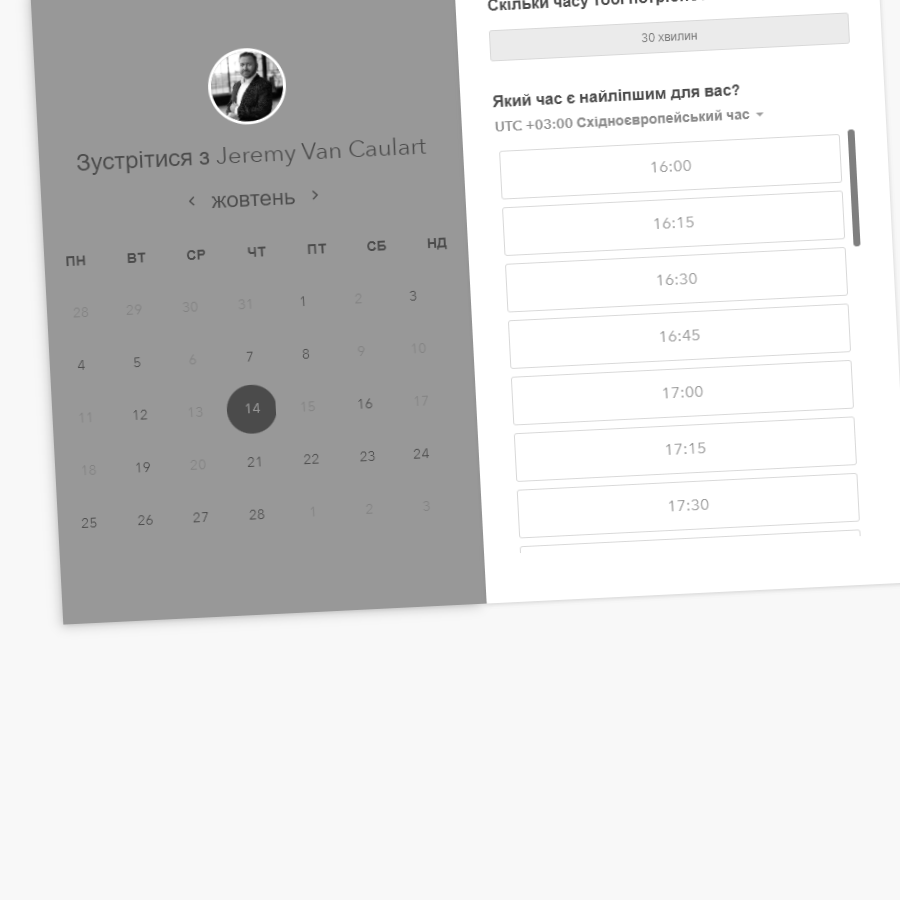 Зустрітися з Jeremy Van Caulart
‹ жовтень ›
ПН ВТ СР ЧТ ПТ СБ НД
28 29 30 31 1 2 3
4 5 6 7 8 9 10
11 12 13 14 15 16 17
18 19 20 21 22 23 24
25 26 27 28 1 2 3
Скільки часу тобі
30 хвилин
Який час є найліпшим для вас?
UTC +03:00 Східноєвропейський час
16:00
16:15
16:30
16:45
17:00
17:15
17:30